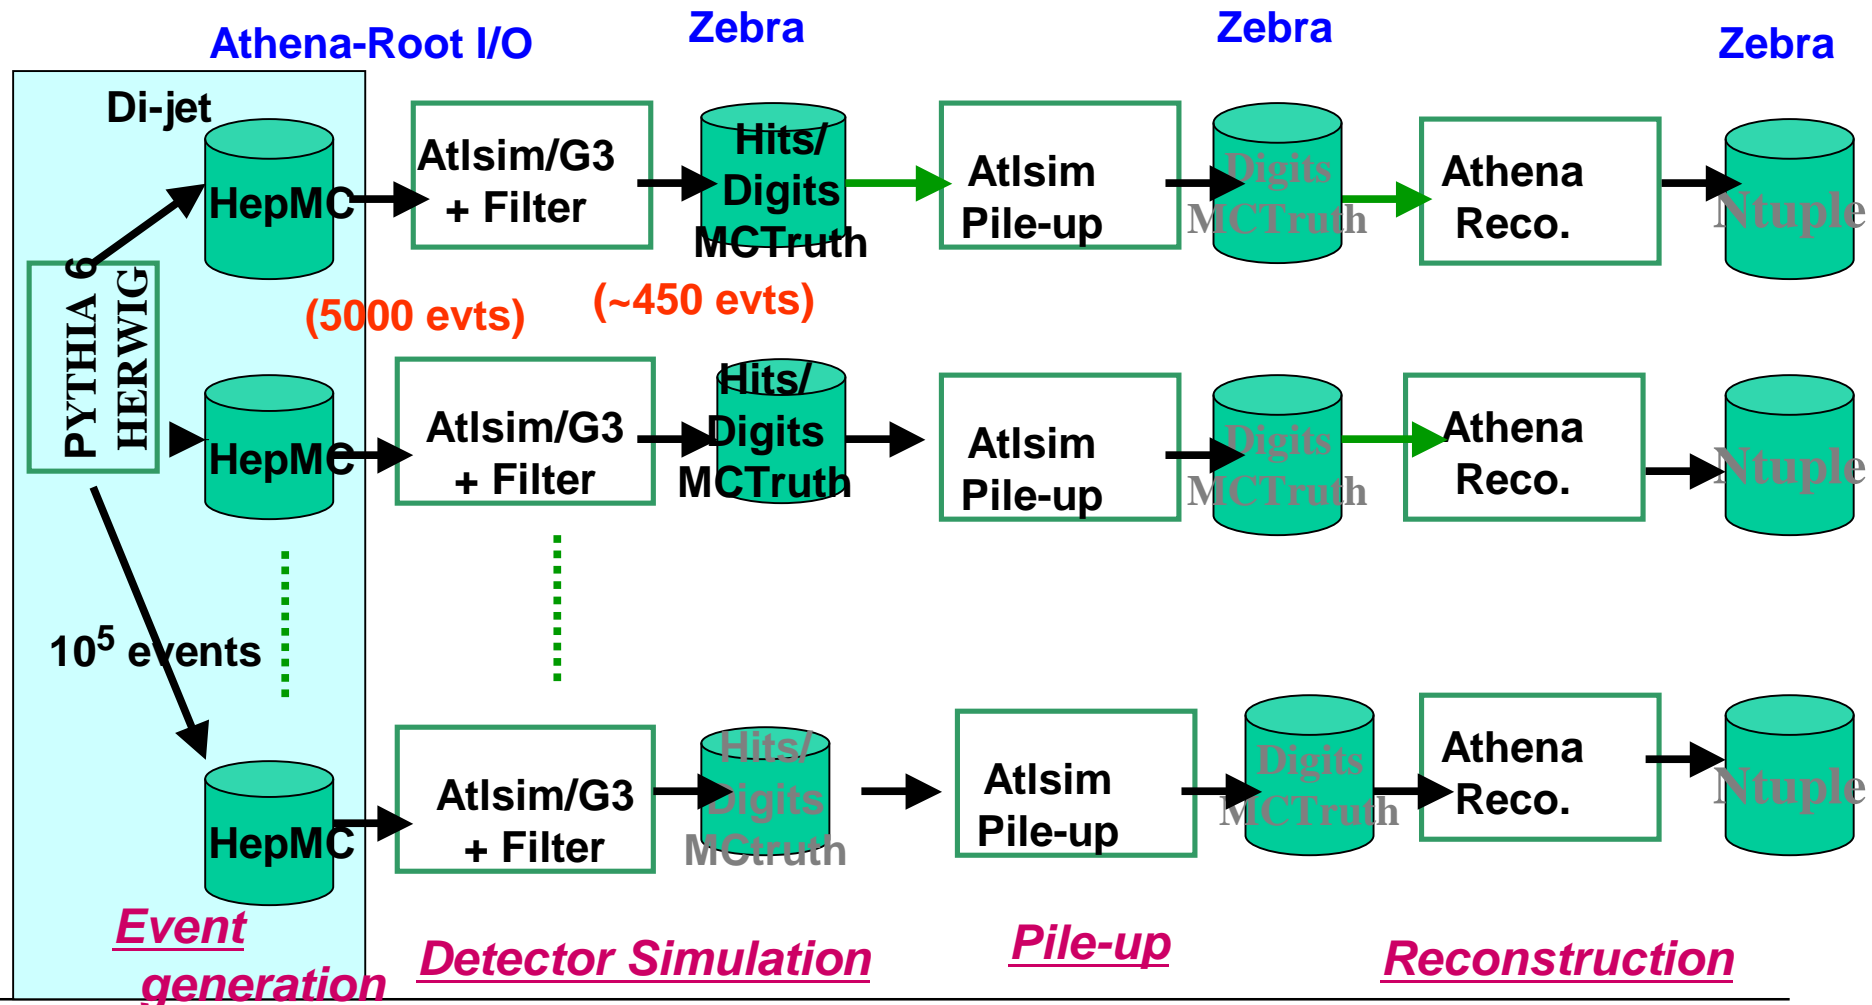 Athena-Root I/O
Zebra
Zebra
Zebra
Di-jet
HepMC
Atlsim/G3
+ Filter
Hits/
Digits
MCTruth
Atlsim
Pile-up
Digits
MCTruth
Athena
Reco.
Ntuple
PYTHIA 6
HERWIG
(5000 evts)
(~450 evts)
HepMC
Atlsim/G3
+ Filter
Hits/
Digits
MCTruth
Atlsim
Pile-up
Digits
MCTruth
Athena
Reco.
Ntuple
10⁵ events
HepMC
Atlsim/G3
+ Filter
Hits/
Digits
MCtruth
Atlsim
Pile-up
Digits
MCTruth
Athena
Reco.
Ntuple
Event
generation
Detector Simulation
Pile-up
Reconstruction